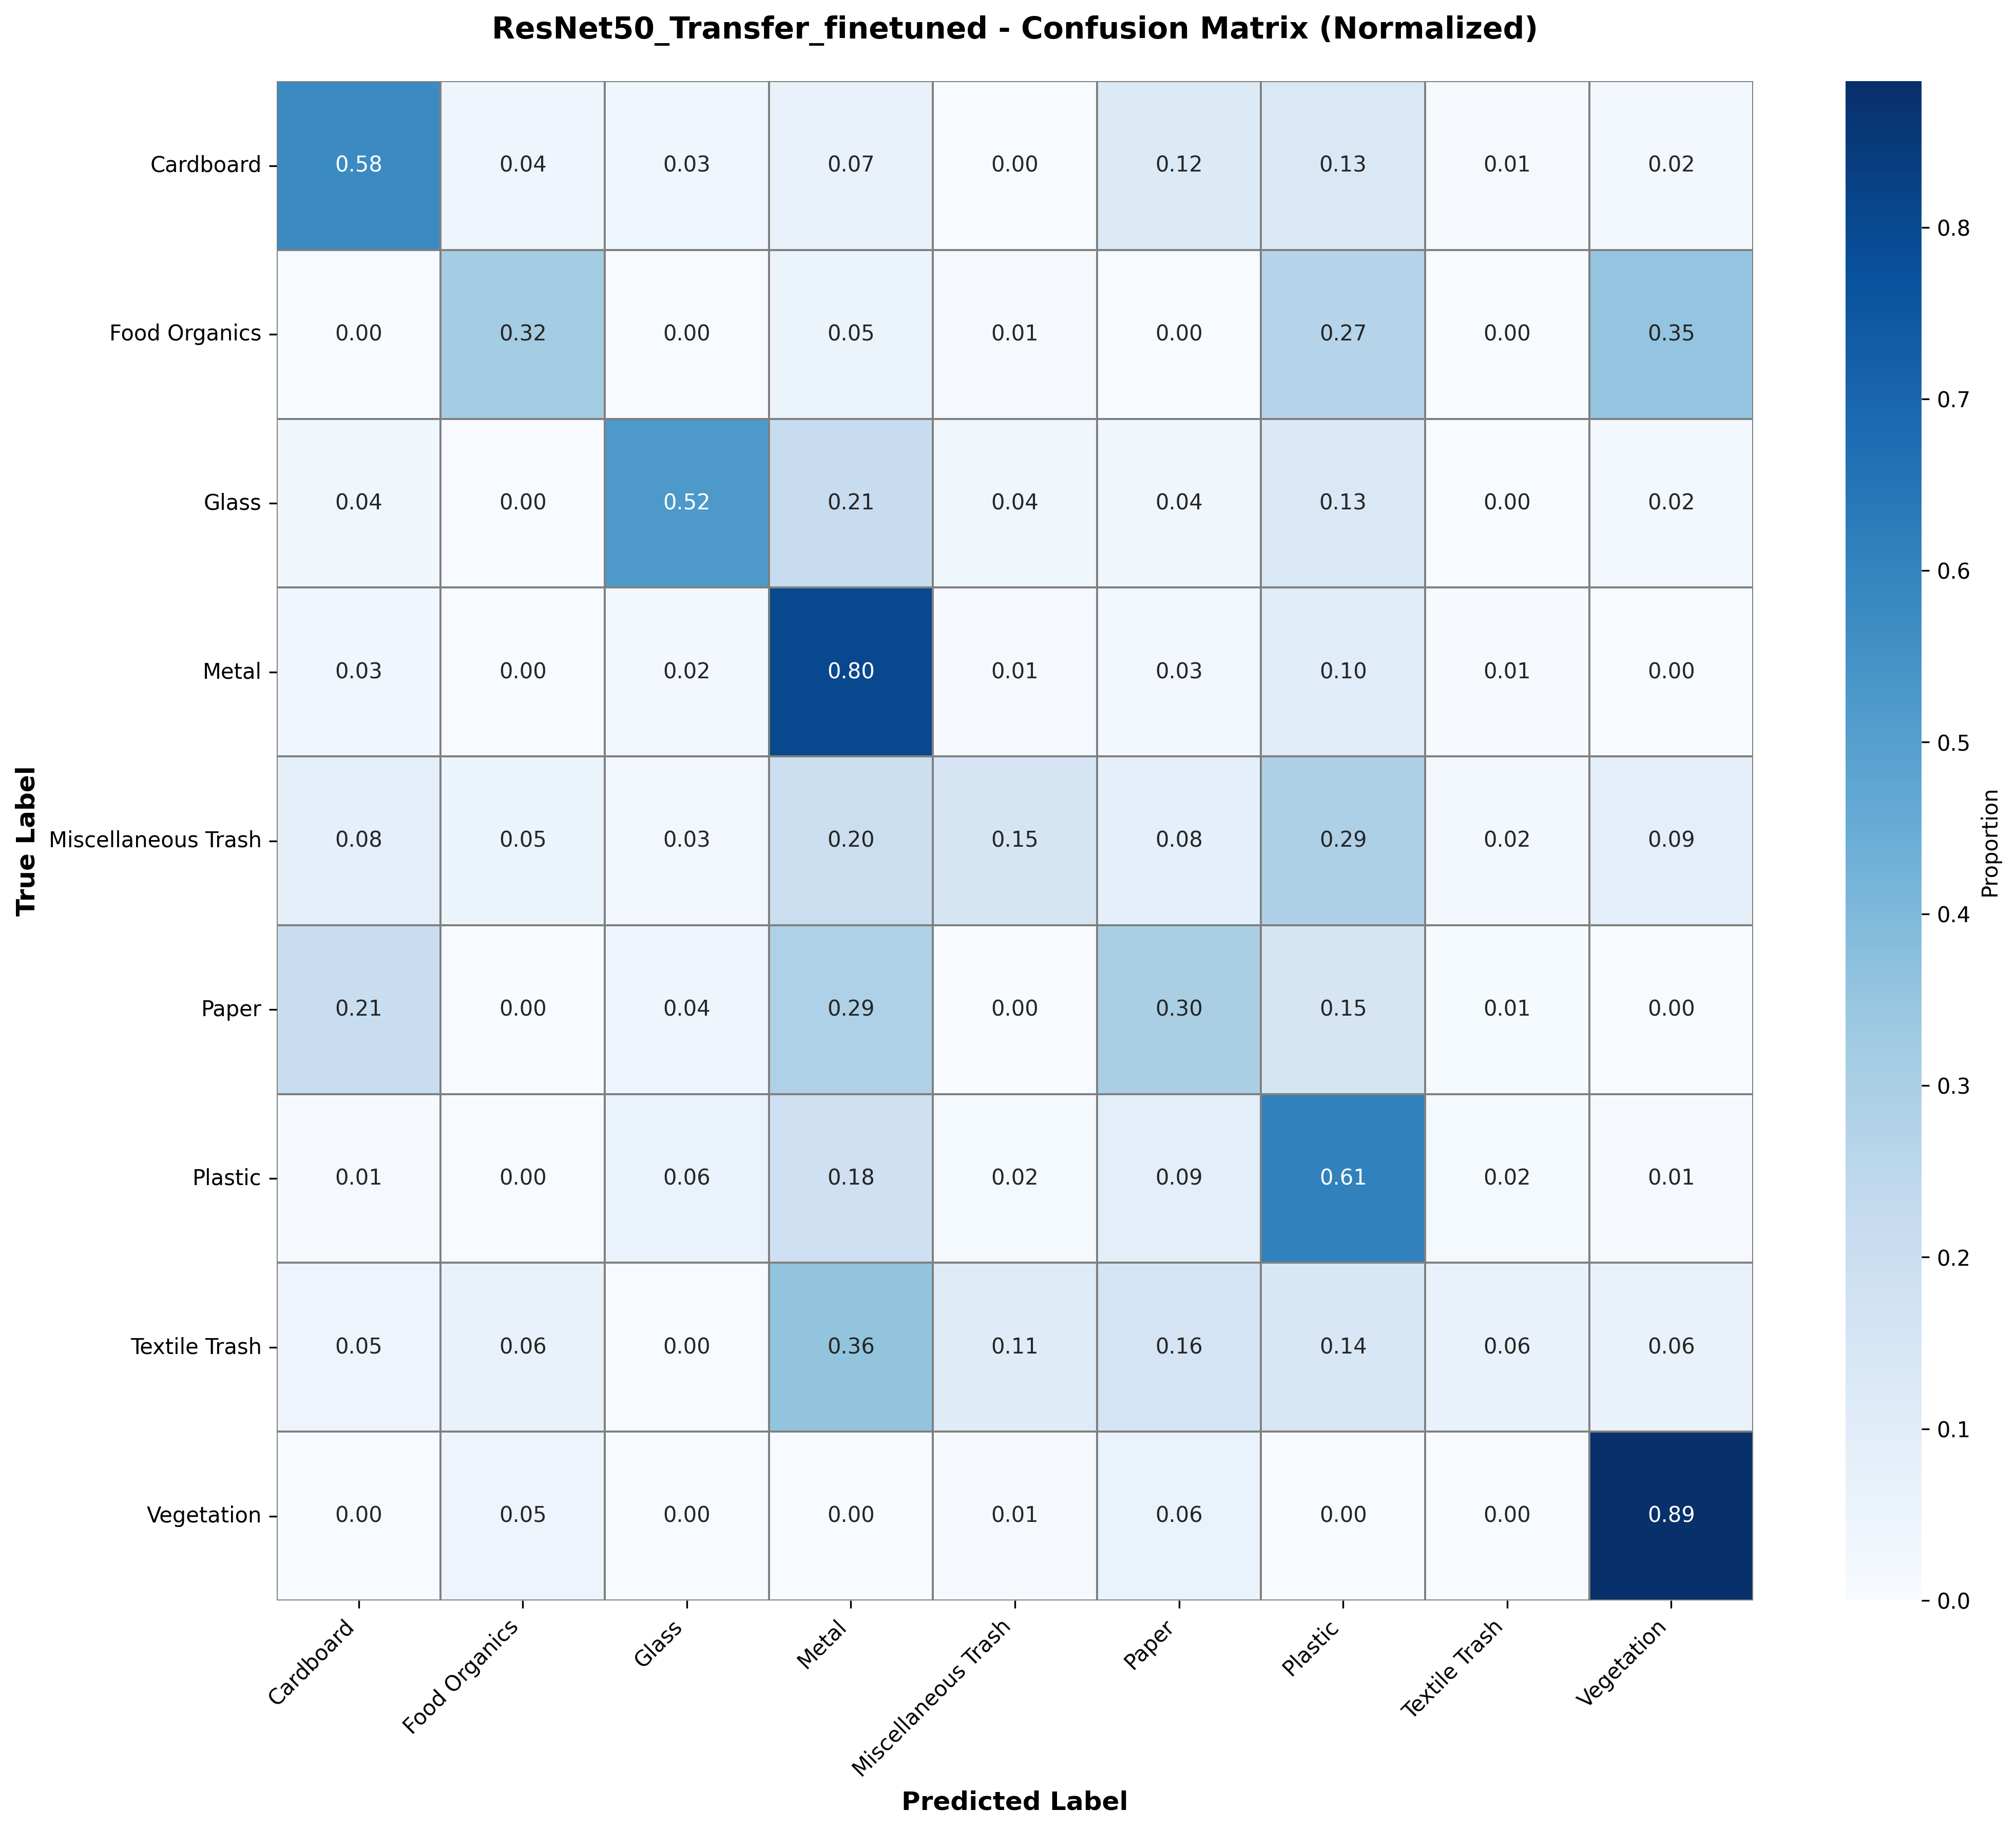 ResNet50_Transfer_finetuned - Confusion Matrix (Normalized)
Cardboard 0.58 0.04 0.03 0.07 0.00 0.12 0.13 0.01 0.02
Food Organics 0.00 0.32 0.00 0.05 0.01 0.00 0.27 0.00 0.35
Glass 0.04 0.00 0.52 0.21 0.04 0.04 0.13 0.00 0.02
Metal 0.03 0.00 0.02 0.80 0.01 0.03 0.10 0.01 0.00
Miscellaneous Trash 0.08 0.05 0.03 0.20 0.15 0.08 0.29 0.02 0.09
Paper 0.21 0.00 0.04 0.29 0.00 0.30 0.15 0.01 0.00
Plastic 0.01 0.00 0.06 0.18 0.02 0.09 0.61 0.02 0.01
Textile Trash 0.05 0.06 0.00 0.36 0.11 0.16 0.14 0.06 0.06
Vegetation 0.00 0.05 0.00 0.00 0.01 0.06 0.00 0.00 0.89
True Label
Cardboard Food Organics Glass Metal Miscellaneous Trash Paper Plastic Textile Trash Vegetation
Predicted Label
0.8
0.7
0.6
0.5
0.4
0.3
0.2
0.1
0.0
Proportion